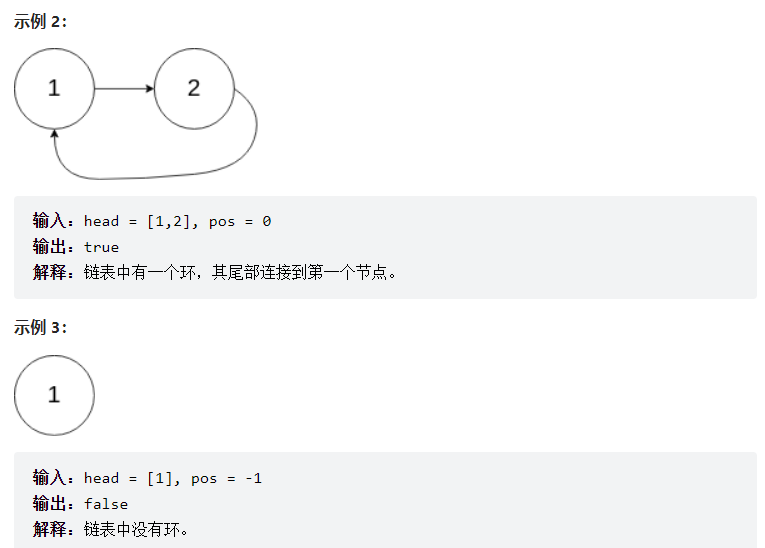 示例 2：
1 2
输入：head = [1,2], pos = 0
输出：true
解释：链表中有一个环，其尾部连接到第一个节点。
示例 3：
1
输入：head = [1], pos = -1
输出：false
解释：链表中没有环。